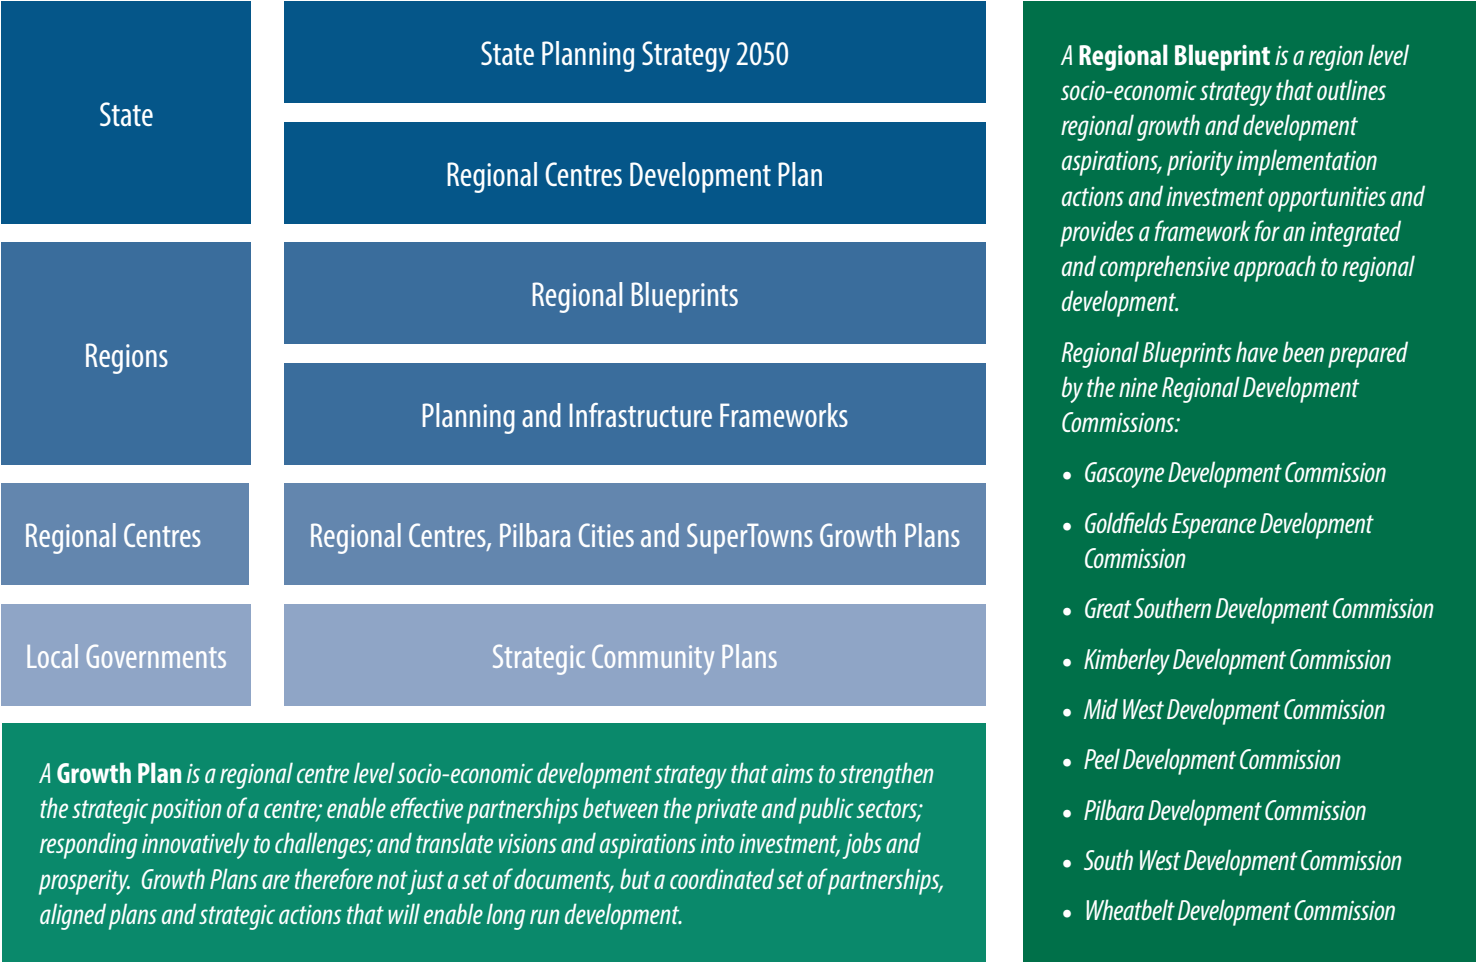 State
State Planning Strategy 2050
Regional Centres Development Plan
Regions
Regional Blueprints
Planning and Infrastructure Frameworks
Regional Centres
Regional Centres, Pilbara Cities and SuperTowns Growth Plans
Local Governments
Strategic Community Plans
A Growth Plan is a regional centre level socio-economic development strategy that aims to strengthen
the strategic position of a centre; enable effective partnerships between the private and public sectors;
responding innovatively to challenges; and translate visions and aspirations into investment, jobs and
prosperity. Growth Plans are therefore not just a set of documents, but a coordinated set of partnerships,
aligned plans and strategic actions that will enable long run development.
A Regional Blueprint is a region level
socio-economic strategy that outlines
regional growth and development
aspirations, priority implementation
actions and investment opportunities and
provides a framework for an integrated
and comprehensive approach to regional
development.
Regional Blueprints have been prepared
by the nine Regional Development
Commissions:
• Gascoyne Development Commission
• Goldfields Esperance Development
Commission
• Great Southern Development Commission
• Kimberley Development Commission
• Mid West Development Commission
• Peel Development Commission
• Pilbara Development Commission
• South West Development Commission
• Wheatbelt Development Commission